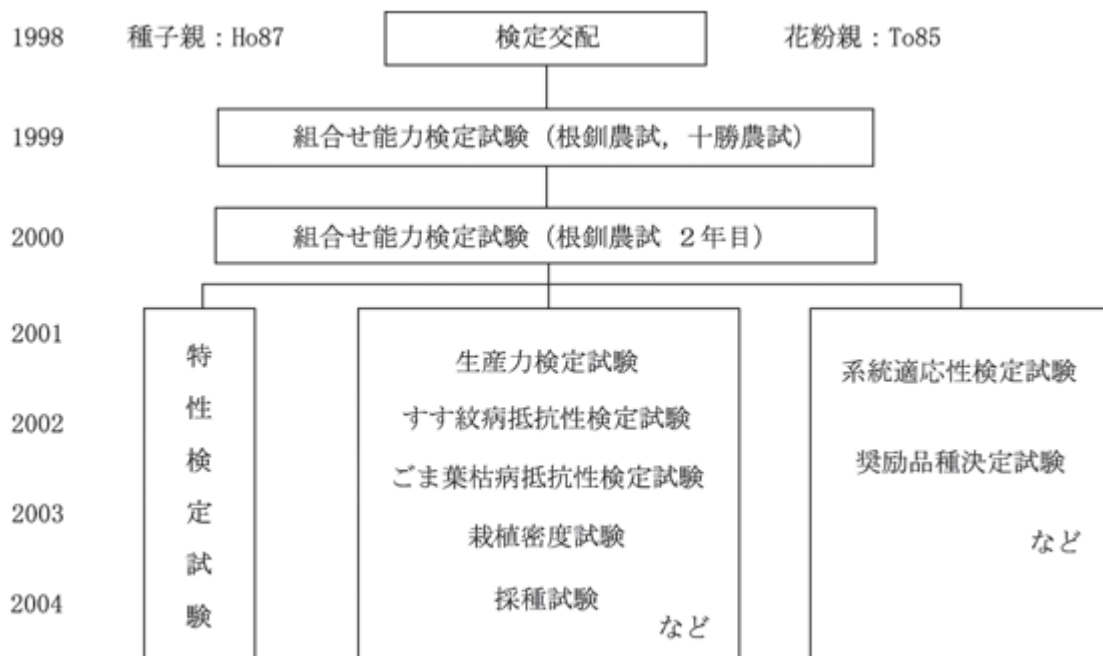 1998 種子親：Ho87 検定交配 花粉親：To85
1999 組合せ能力検定試験（根釧農試，十勝農試）
2000 組合せ能力検定試験（根釧農試 ２年目）
2001
2002
2003
2004
特性検定試験
生産力検定試験
すす紋病抵抗性検定試験
ごま葉枯病抵抗性検定試験
栽植密度試験
採種試験
など
系統適応性検定試験
奨励品種決定試験
など